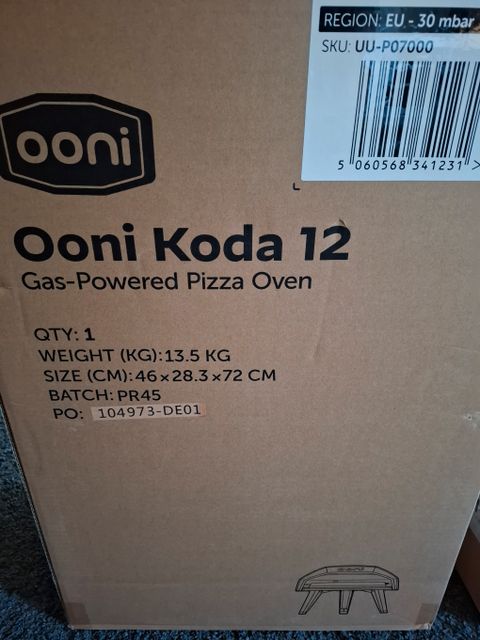 REGION: EU - 30 mbar
SKU: UU-P07000
5 060568 341231 >
ooni
Ooni Koda 12
Gas-Powered Pizza Oven
QTY: 1
WEIGHT (KG): 13.5 KG
SIZE (CM): 46 x 28.3 x 72 CM
BATCH: PR45
PO: 104973-DE01
ooni